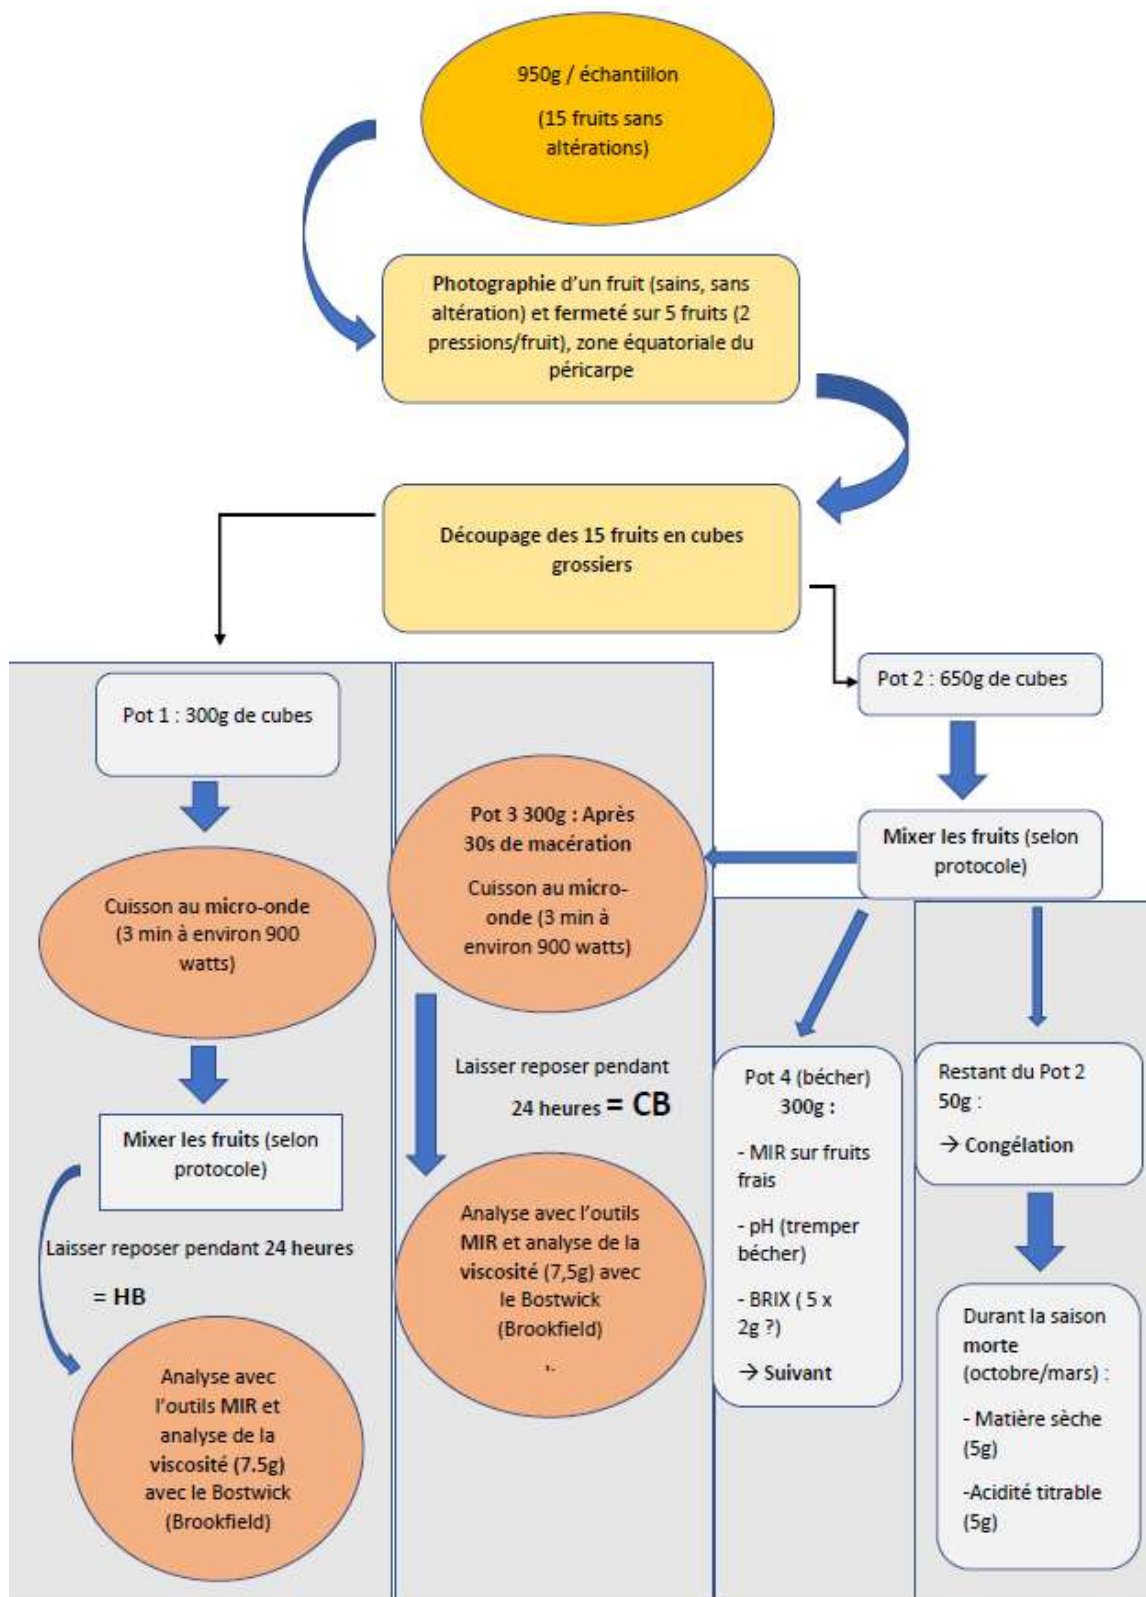 950g / échantillon
(15 fruits sans
altérations)
Photographie d'un fruit (sains, sans
altération) et fermeté sur 5 fruits (2
pressions/fruit), zone équatoriale du
péricarpe
Découpage des 15 fruits en cubes
grossiers
Pot 1 : 300g de cubes
Cuisson au micro-onde
(3 min à environ 900
watts)
Mixer les fruits (selon
protocole)
Laisser reposer pendant 24 heures
= HB
Analyse avec
l'outils MIR et
analyse de la
viscosité (7.5g)
avec le Bostwick
(Brookfield)
Pot 2 : 650g de cubes
Mixer les fruits (selon
protocole)
Pot 3 300g : Après
30s de macération
Cuisson au micro-
onde (3 min à
environ 900 watts)
Laisser reposer pendant
24 heures = CB
Analyse avec l'outils
MIR et analyse de la
viscosité (7,5g) avec
le Bostwick
(Brookfield)
Pot 4 (bécher)
300g :
- MIR sur fruits
frais
- pH (tremper
bécher)
- BRIX ( 5 x
2g ?)
→ Suivant
Restant du Pot 2
50g :
→ Congélation
Durant la saison
morte
(octobre/mars) :
- Matière sèche
(5g)
-Acidité titrable
(5g)